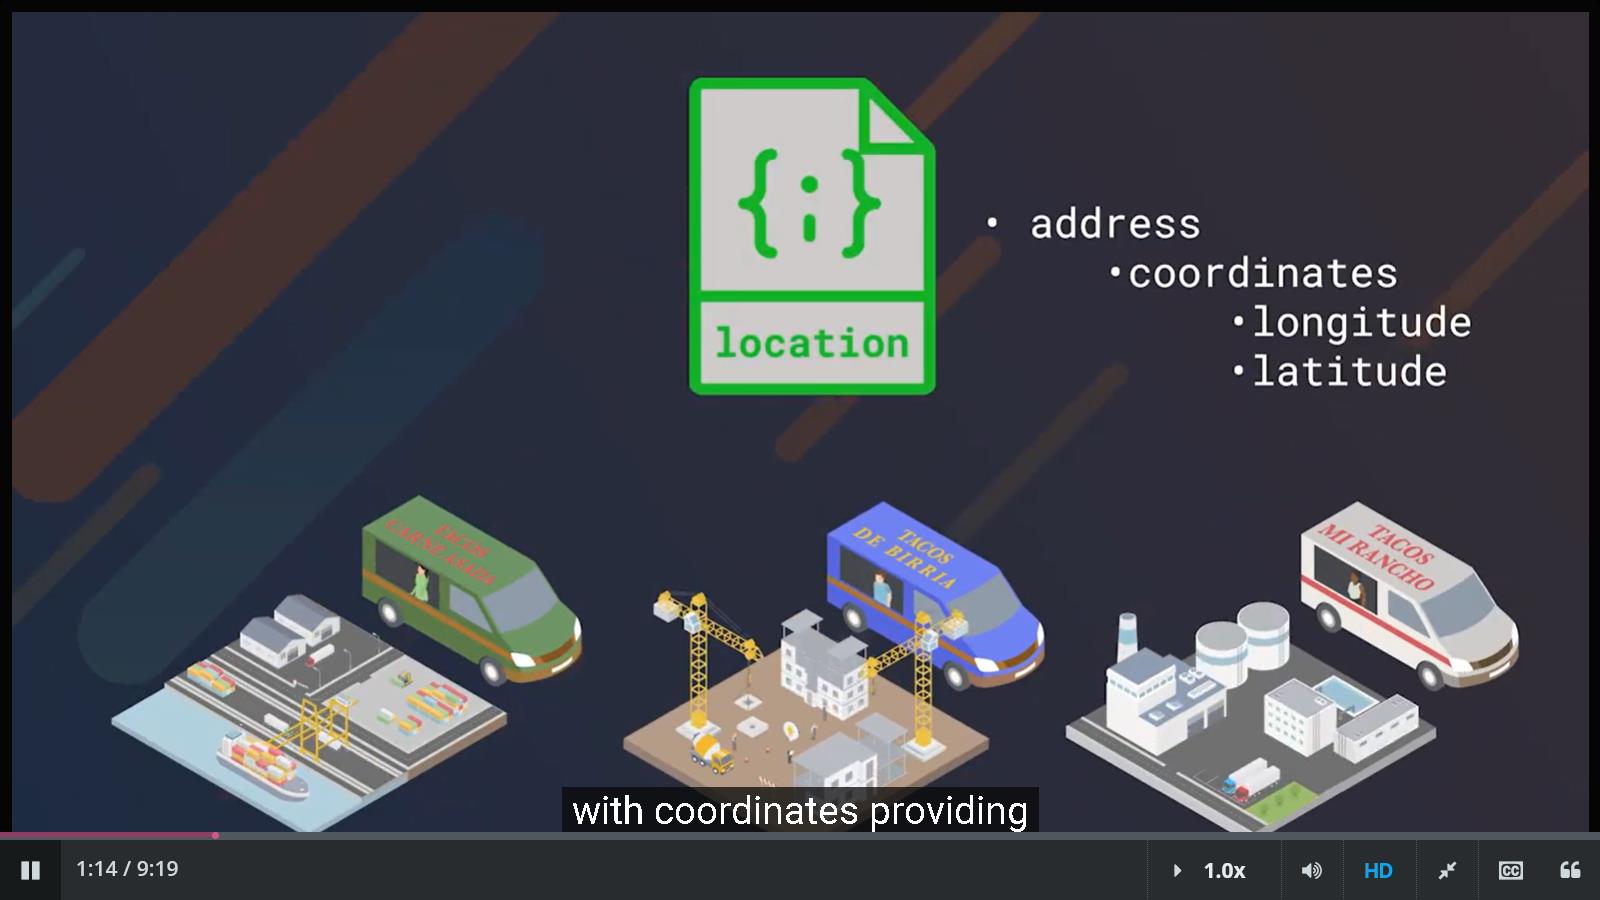 {;}
location
• address
•coordinates
•longitude
•latitude
TACOS
CARNE ASADA
TACOS
DE BIRRIA
TACOS
MI RANCHO
with coordinates providing
1:14 / 9:19
1.0x
HD
CC